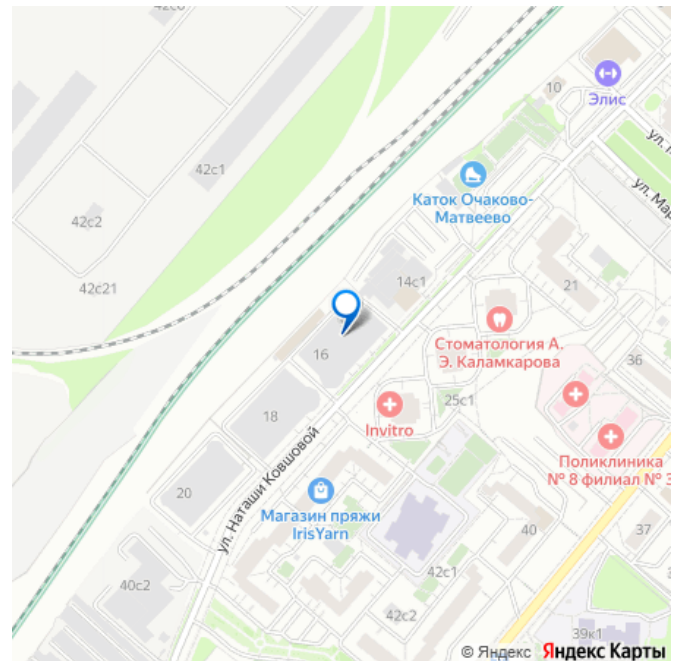 10
Элис
ул.
ул. Мар
Каток Очаково-
Матвеево
42с1
42с2
42с21
14с1
21
Стоматология А.
Э. Каламкарова
36
16
25с1
Invitro
18
Поликлиника
№ 8 филиал № 3
ул. Наташи Ковшовой
Магазин пряжи
IrisYarn
20
40
37
40с2
42с1
42с2
39к1
© Яндекс Яндекс Карты